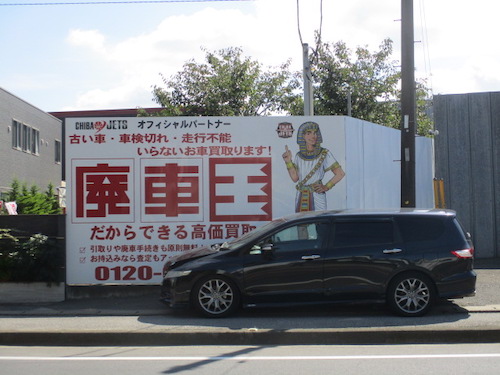 CHIBA JETS オフィシャルパートナー
古い車・車検切れ・走行不能
いらないお車買取ります!
廃車王
だからできる高価買取
引取りや廃車手続きも原則無料
お持込みなら査定もア
0120-